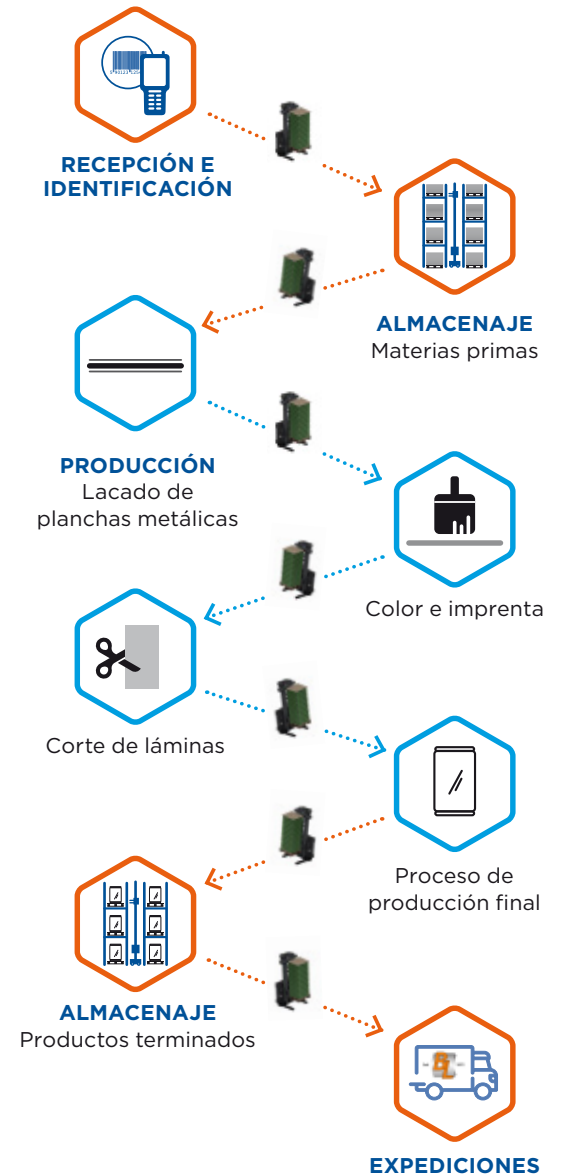 RECEPCIÓN E
IDENTIFICACIÓN
ALMACENAJE
Materias primas
PRODUCCIÓN
Lacado de
planchas metálicas
Color e imprenta
Corte de láminas
Proceso de
producción final
ALMACENAJE
Productos terminados
EXPEDICIONES